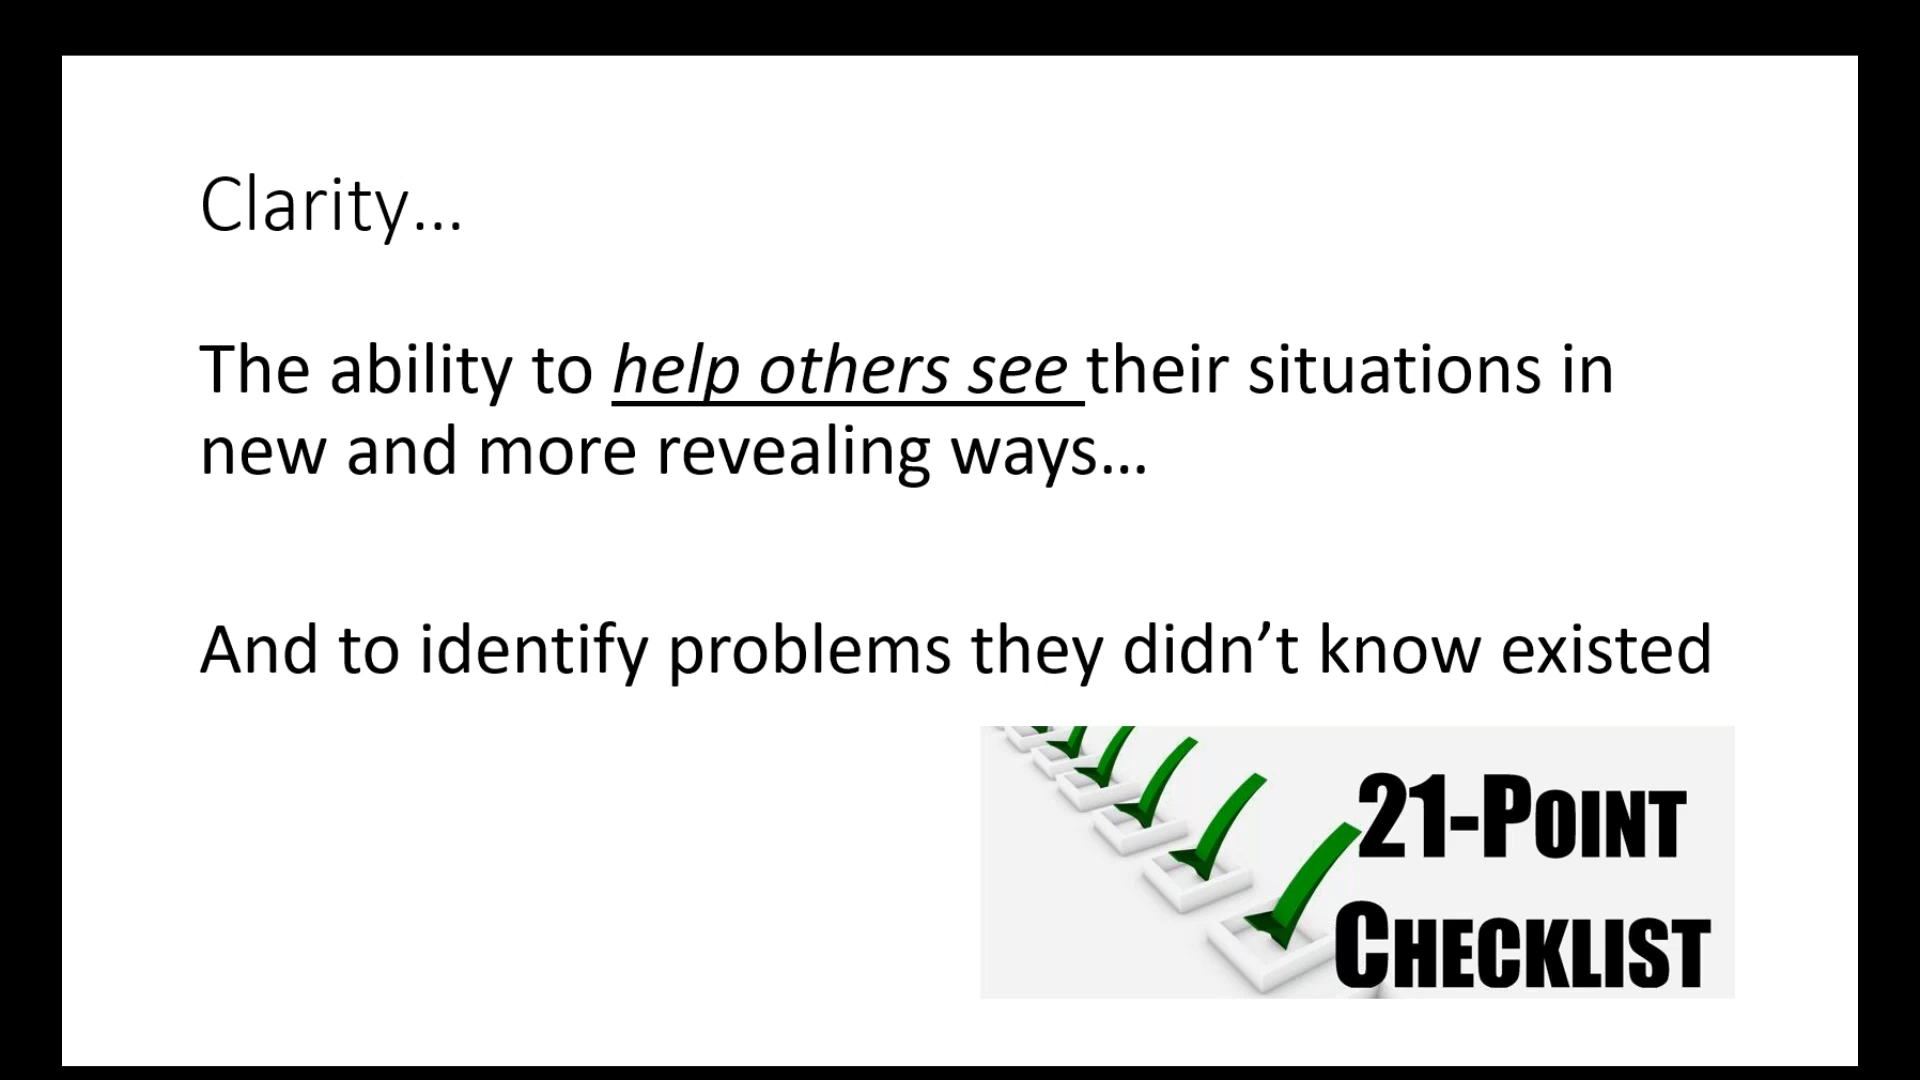 Clarity…
The ability to help others see their situations in
new and more revealing ways…
And to identify problems they didn’t know existed
21-POINT
CHECKLIST